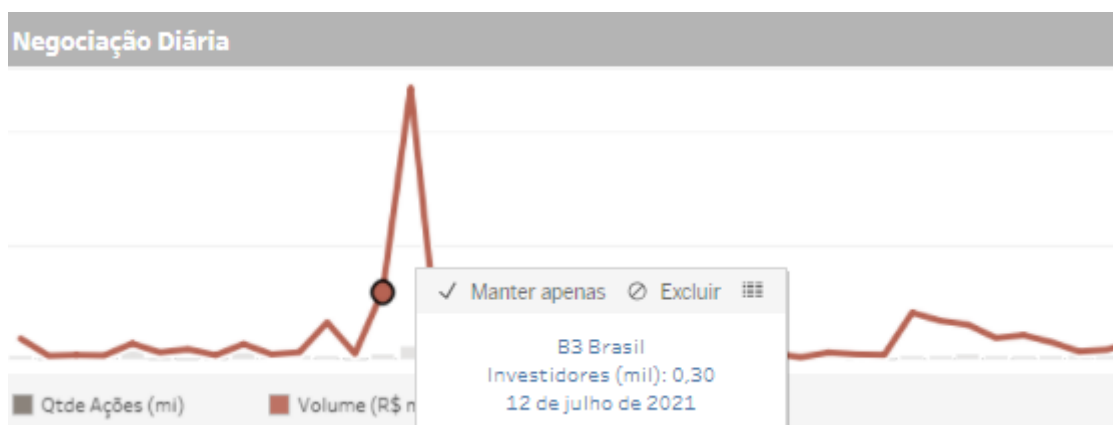 Negociação Diária
Manter apenas Excluir
B3 Brasil
Investidores (mil): 0,30
12 de julho de 2021
Qtde Ações (mi) Volume (R$